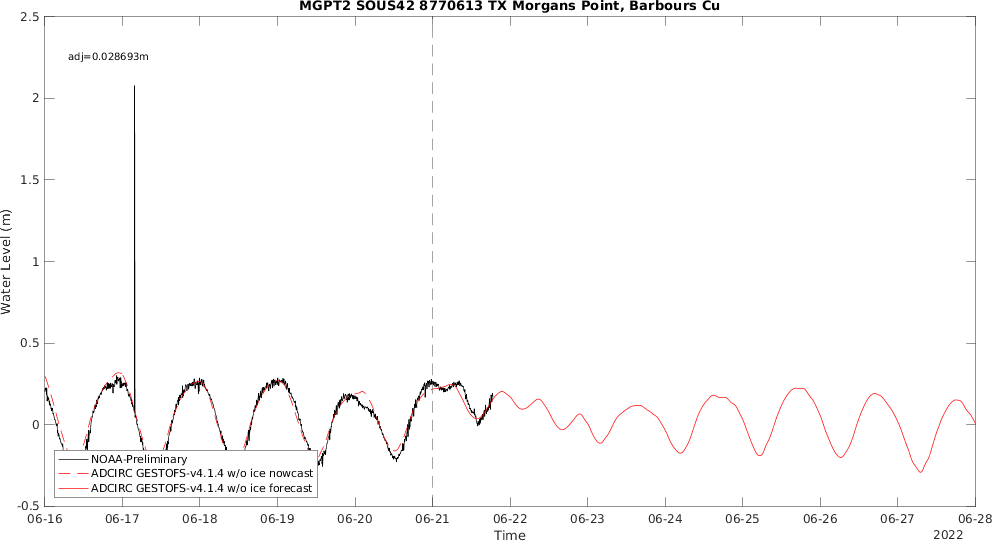 MGPT2 SOUS42 8770613 TX Morgans Point, Barbours Cu
adj=0.028693m
2.5
2
1.5
1
0.5
0
-0.5
Water Level (m)
NOAA-Preliminary
ADCIRC GESTOFS-v4.1.4 w/o ice nowcast
ADCIRC GESTOFS-v4.1.4 w/o ice forecast
06-16 06-17 06-18 06-19 06-20 06-21 06-22 06-23 06-24 06-25 06-26 06-27 06-28
Time
2022